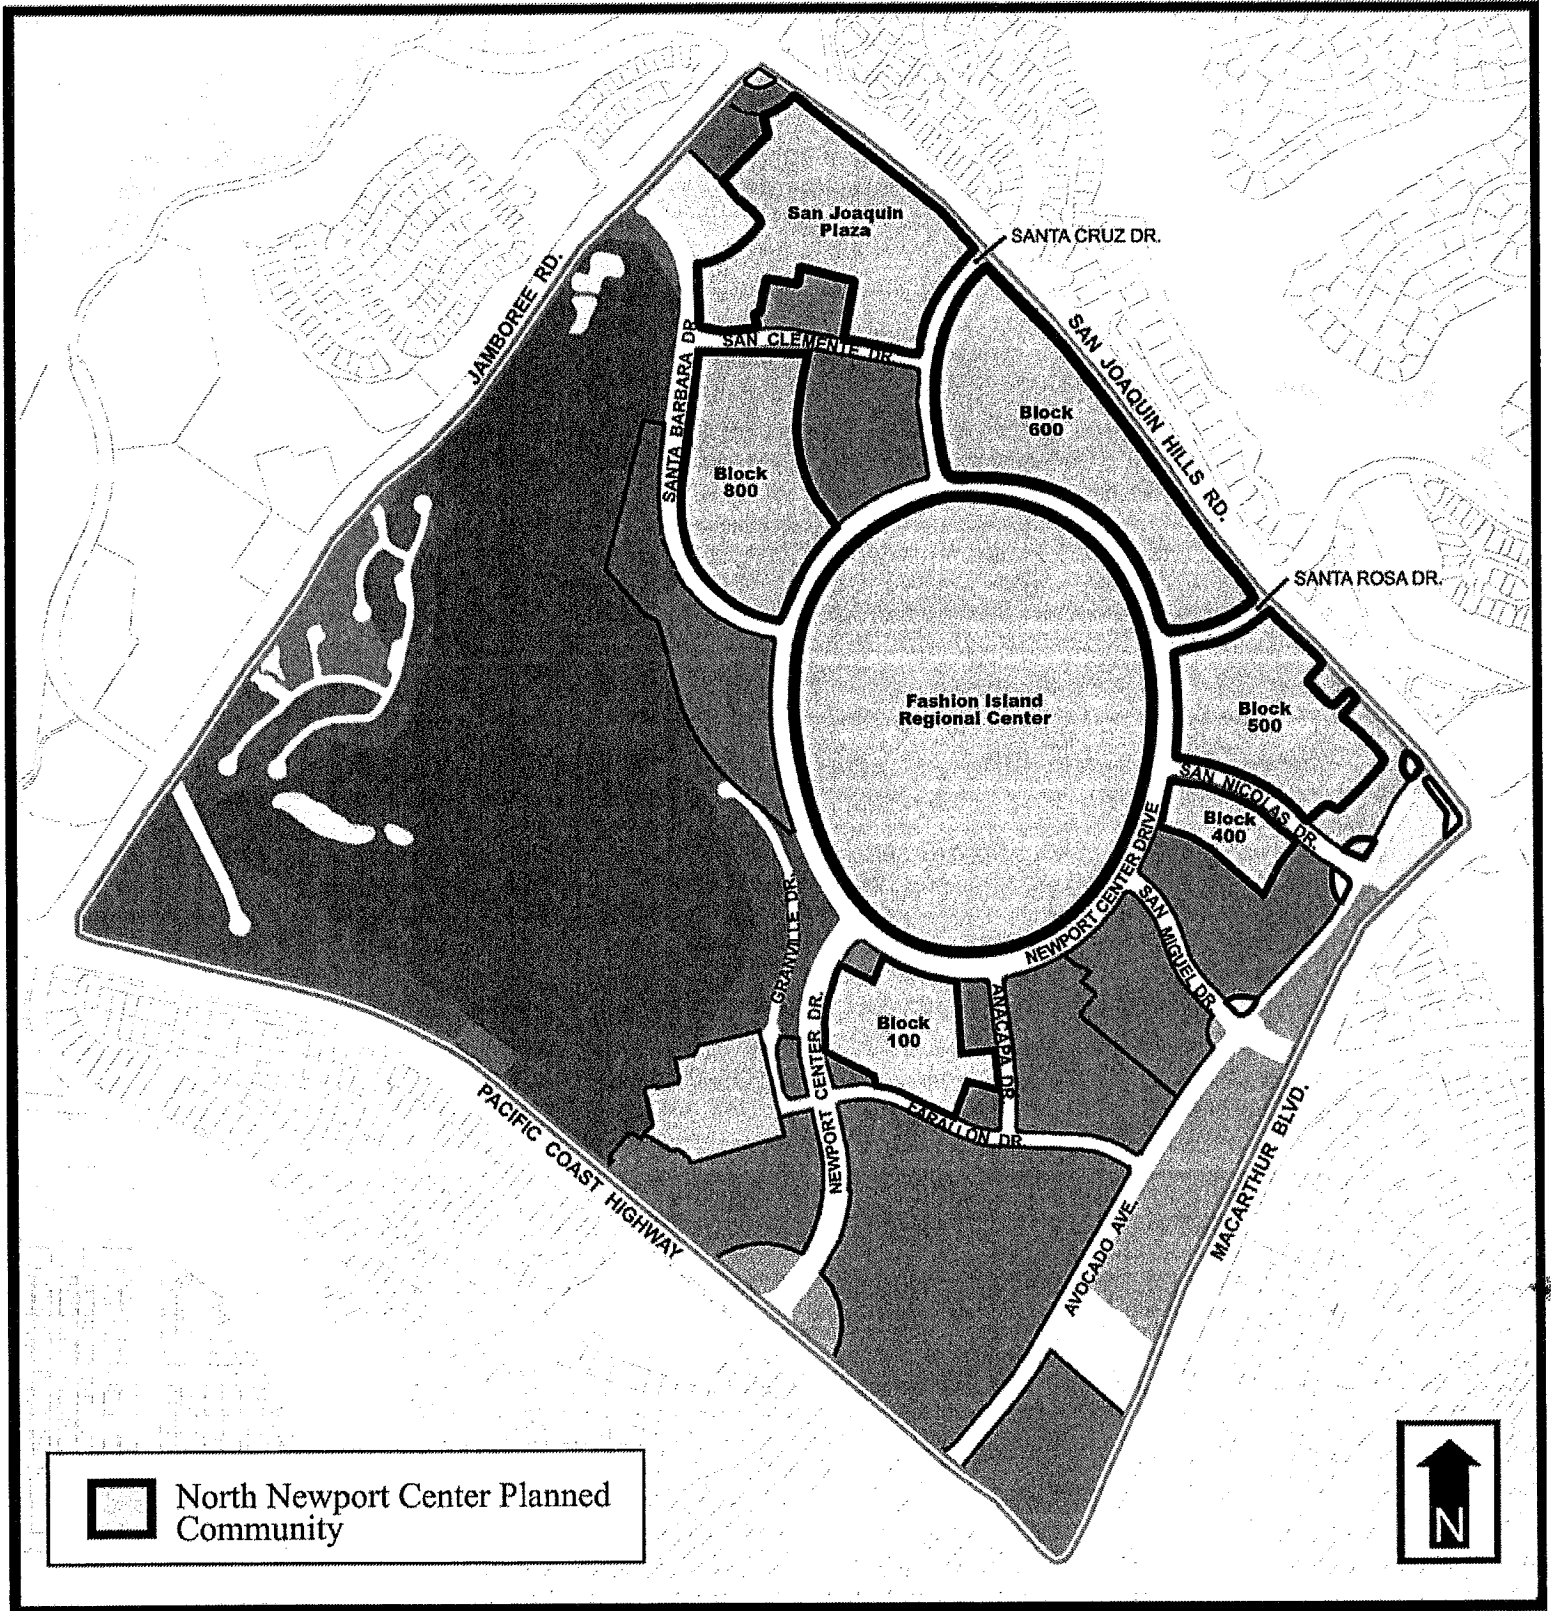 San Joaquin
Plaza
SANTA CRUZ DR.
JAMBOREE RD.
SAN JOAQUIN HILLS RD.
SAN CLEMENTE DR.
SANTA BARBARA DR.
Block
600
Block
800
SANTA ROSA DR.
Fashion Island
Regional Center
Block
500
SAN NICOLAS DR.
Block
400
NEWPORT CENTER DRIVE
SAN MIGUEL DR.
GRANVILLE DR.
NEWPORT CENTER DR.
Block
100
ANACAPA DR.
FARALLON DR.
PACIFIC COAST HIGHWAY
AVOCADO AVE.
MACARTHUR BLVD.
North Newport Center Planned
Community
N